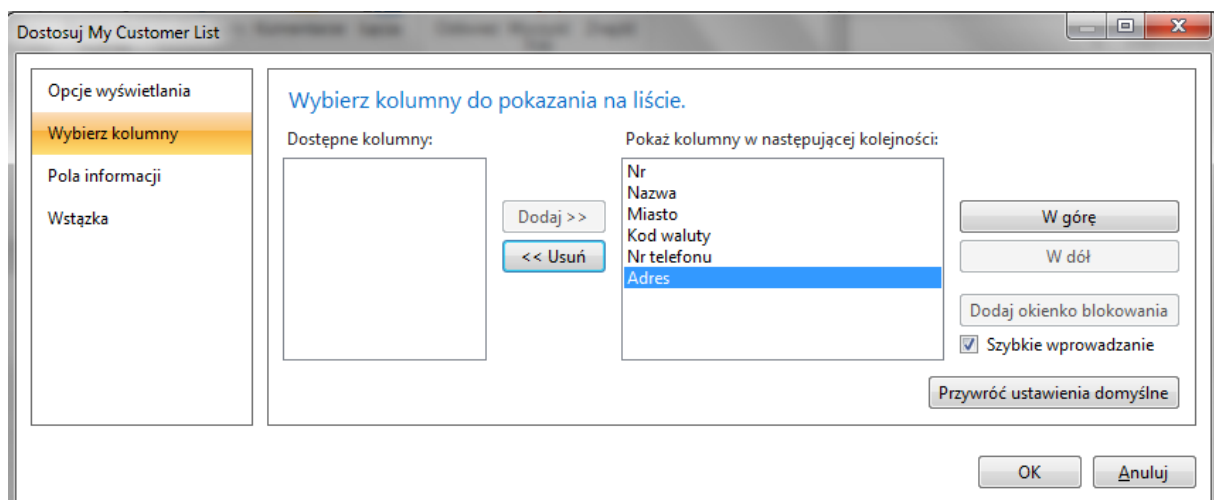 Dostosuj My Customer List
Opcje wyświetlania
Wybierz kolumny
Pola informacji
Wstązka
Wybierz kolumny do pokazania na liście.
Dostępne kolumny:
Dodaj >>
<< Usuń
Pokaż kolumny w następującej kolejności:
Nr
Nazwa
Miasto
Kod waluty
Nr telefonu
Adres
W górę
W dół
Dodaj okienko blokowania
Szybkie wprowadzanie
Przywróć ustawienia domyślne
OK
Anuluj